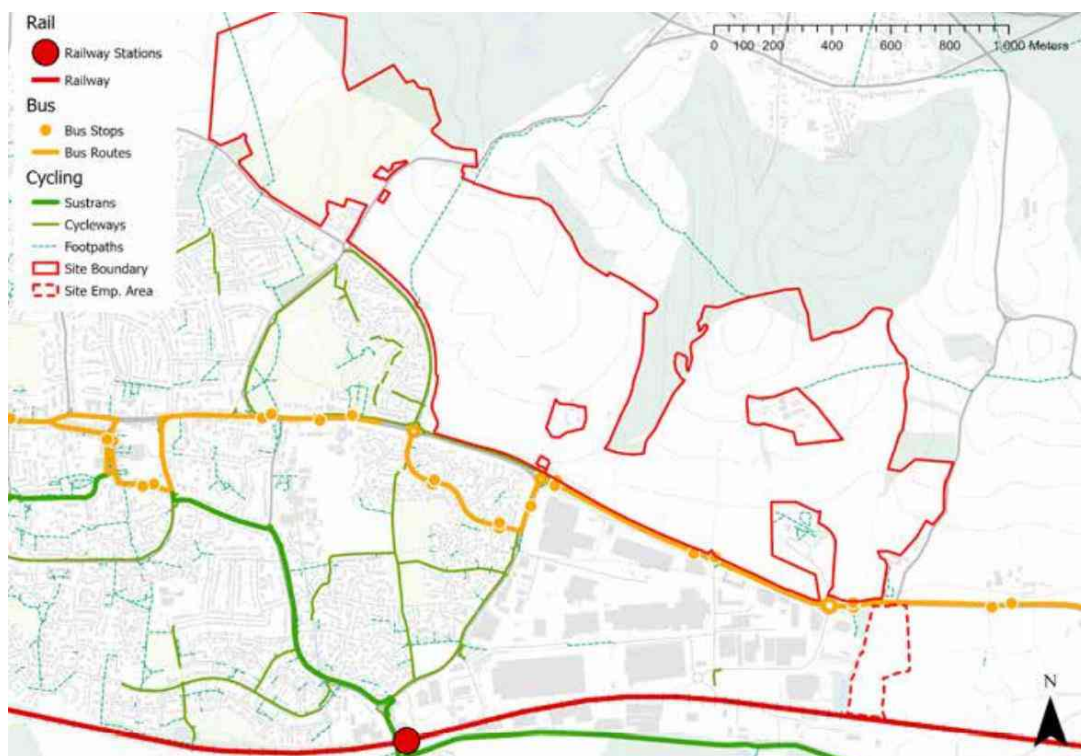 Rail
Railway Stations
Railway
Bus
Bus Stops
Bus Routes
Cycling
Sustrans
Cycleways
Footpaths
Site Boundary
Site Emp. Area
0 100 200 400 600 800 1,000 Meters
N